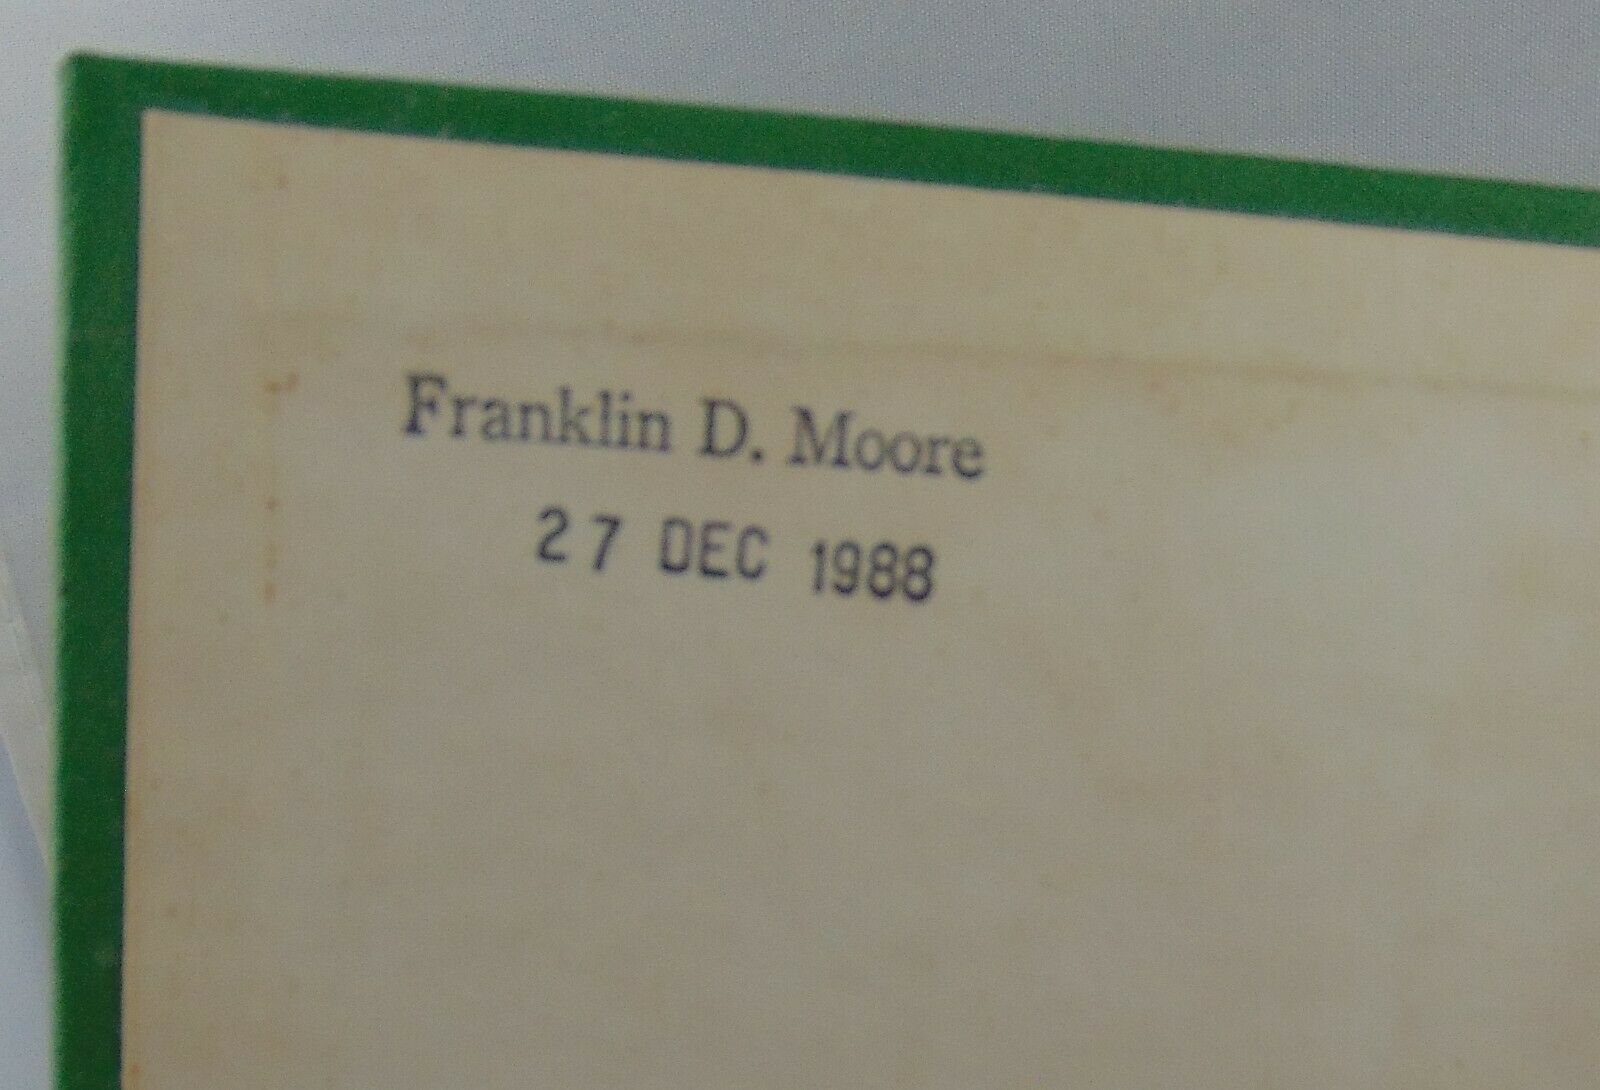 Franklin D. Moore
27 DEC 1988